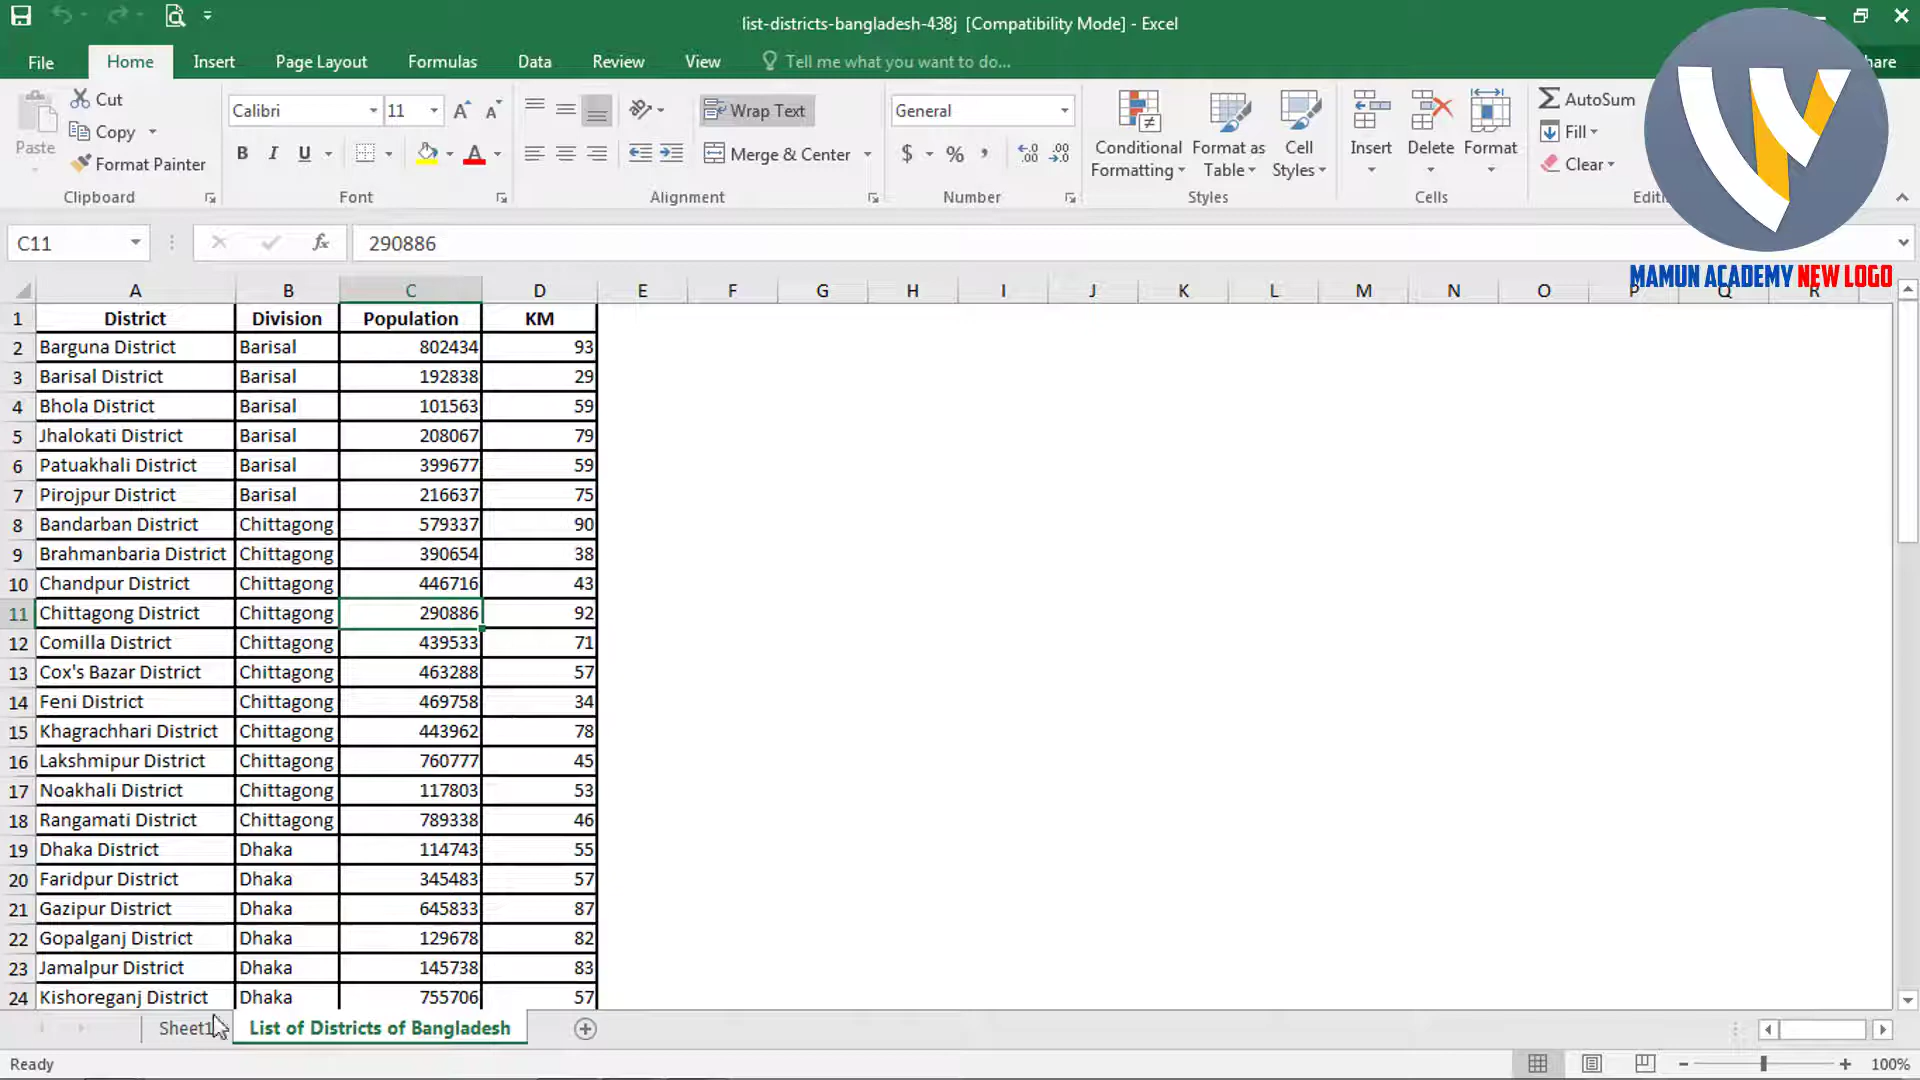 list-districts-bangladesh-438j [Compatibility Mode] - Excel
File Home Insert Page Layout Formulas Data Review View Tell me what you want to do... hare
Paste Cut Copy Format Painter
Clipboard
Calibri 11
B I U A
Font
Wrap Text
Merge & Center
Alignment
General
$ % ,
Number
Conditional Formatting Format as Table Cell Styles
Styles
Insert Delete Format
Cells
AutoSum
Fill
Clear
Editi
MAMUN ACADEMY NEW LOGO
C11 fx 290886
A B C D E F G H I J K L M N O P Q R
1 District Division Population KM
2 Barguna District Barisal 802434 93
3 Barisal District Barisal 192838 29
4 Bhola District Barisal 101563 59
5 Jhalokati District Barisal 208067 79
6 Patuakhali District Barisal 399677 59
7 Pirojpur District Barisal 216637 75
8 Bandarban District Chittagong 579337 90
9 Brahmanbaria District Chittagong 390654 38
10 Chandpur District Chittagong 446716 43
11 Chittagong District Chittagong 290886 92
12 Comilla District Chittagong 439533 71
13 Cox's Bazar District Chittagong 463288 57
14 Feni District Chittagong 469758 34
15 Khagrachhari District Chittagong 443962 78
16 Lakshmipur District Chittagong 760777 45
17 Noakhali District Chittagong 117803 53
18 Rangamati District Chittagong 789338 46
19 Dhaka District Dhaka 114743 55
20 Faridpur District Dhaka 345483 57
21 Gazipur District Dhaka 645833 87
22 Gopalganj District Dhaka 129678 82
23 Jamalpur District Dhaka 145738 83
24 Kishoreganj District Dhaka 755706 57
Sheet1 List of Districts of Bangladesh
Ready 100%